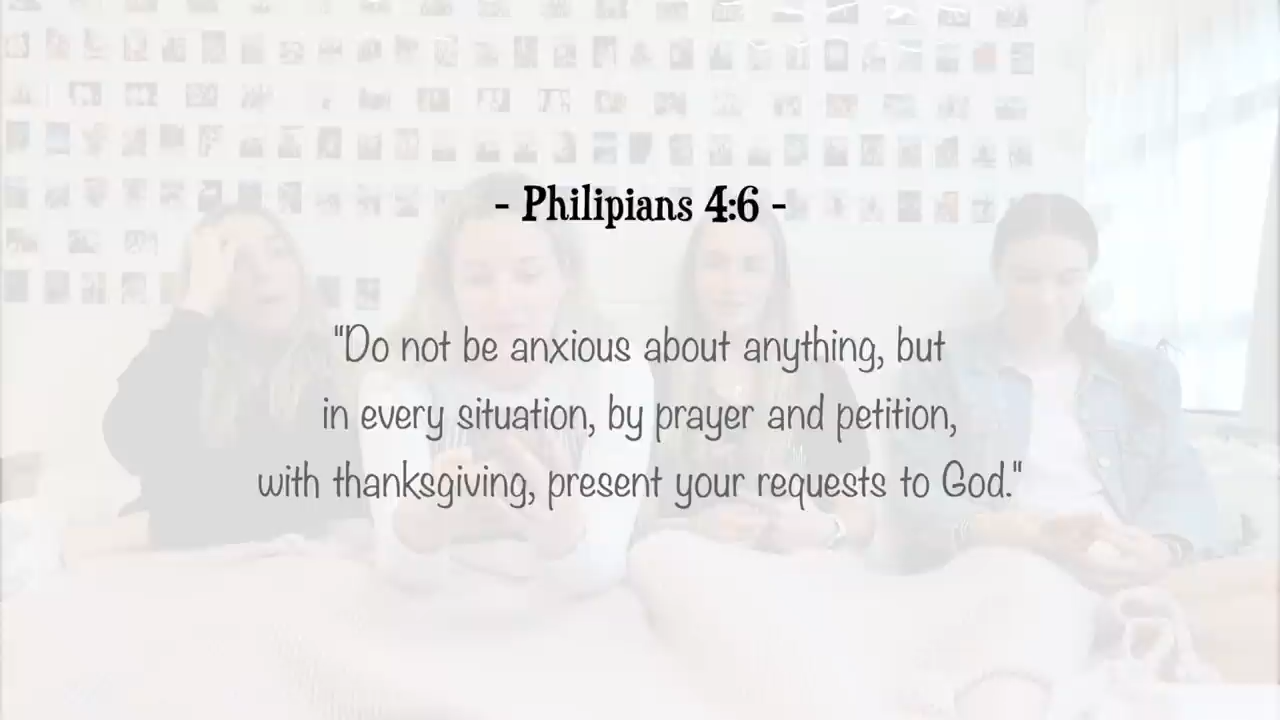 - Philipians 4:6 -
"Do not be anxious about anything, but
in every situation, by prayer and petition,
with thanksgiving, present your requests to God."